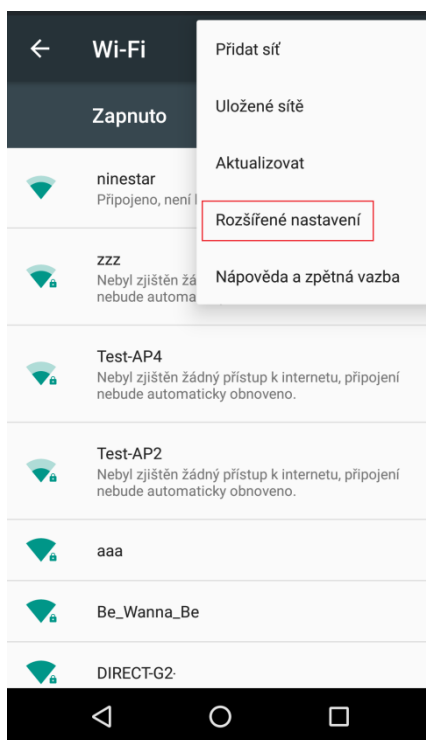 Wi-Fi
Přidat síť
Uložené sítě
Aktualizovat
Rozšířené nastavení
Nápověda a zpětná vazba
Zapnuto
ninestar
Připojeno, není
zzz
Nebyl zjištěn
nebude
Test-AP4
Nebyl zjištěn žádný přístup k internetu, připojení
nebude automaticky obnoveno.
Test-AP2
Nebyl zjištěn žádný přístup k internetu, připojení
nebude automaticky obnoveno.
aaa
Be_Wanna_Be
DIRECT-G2-